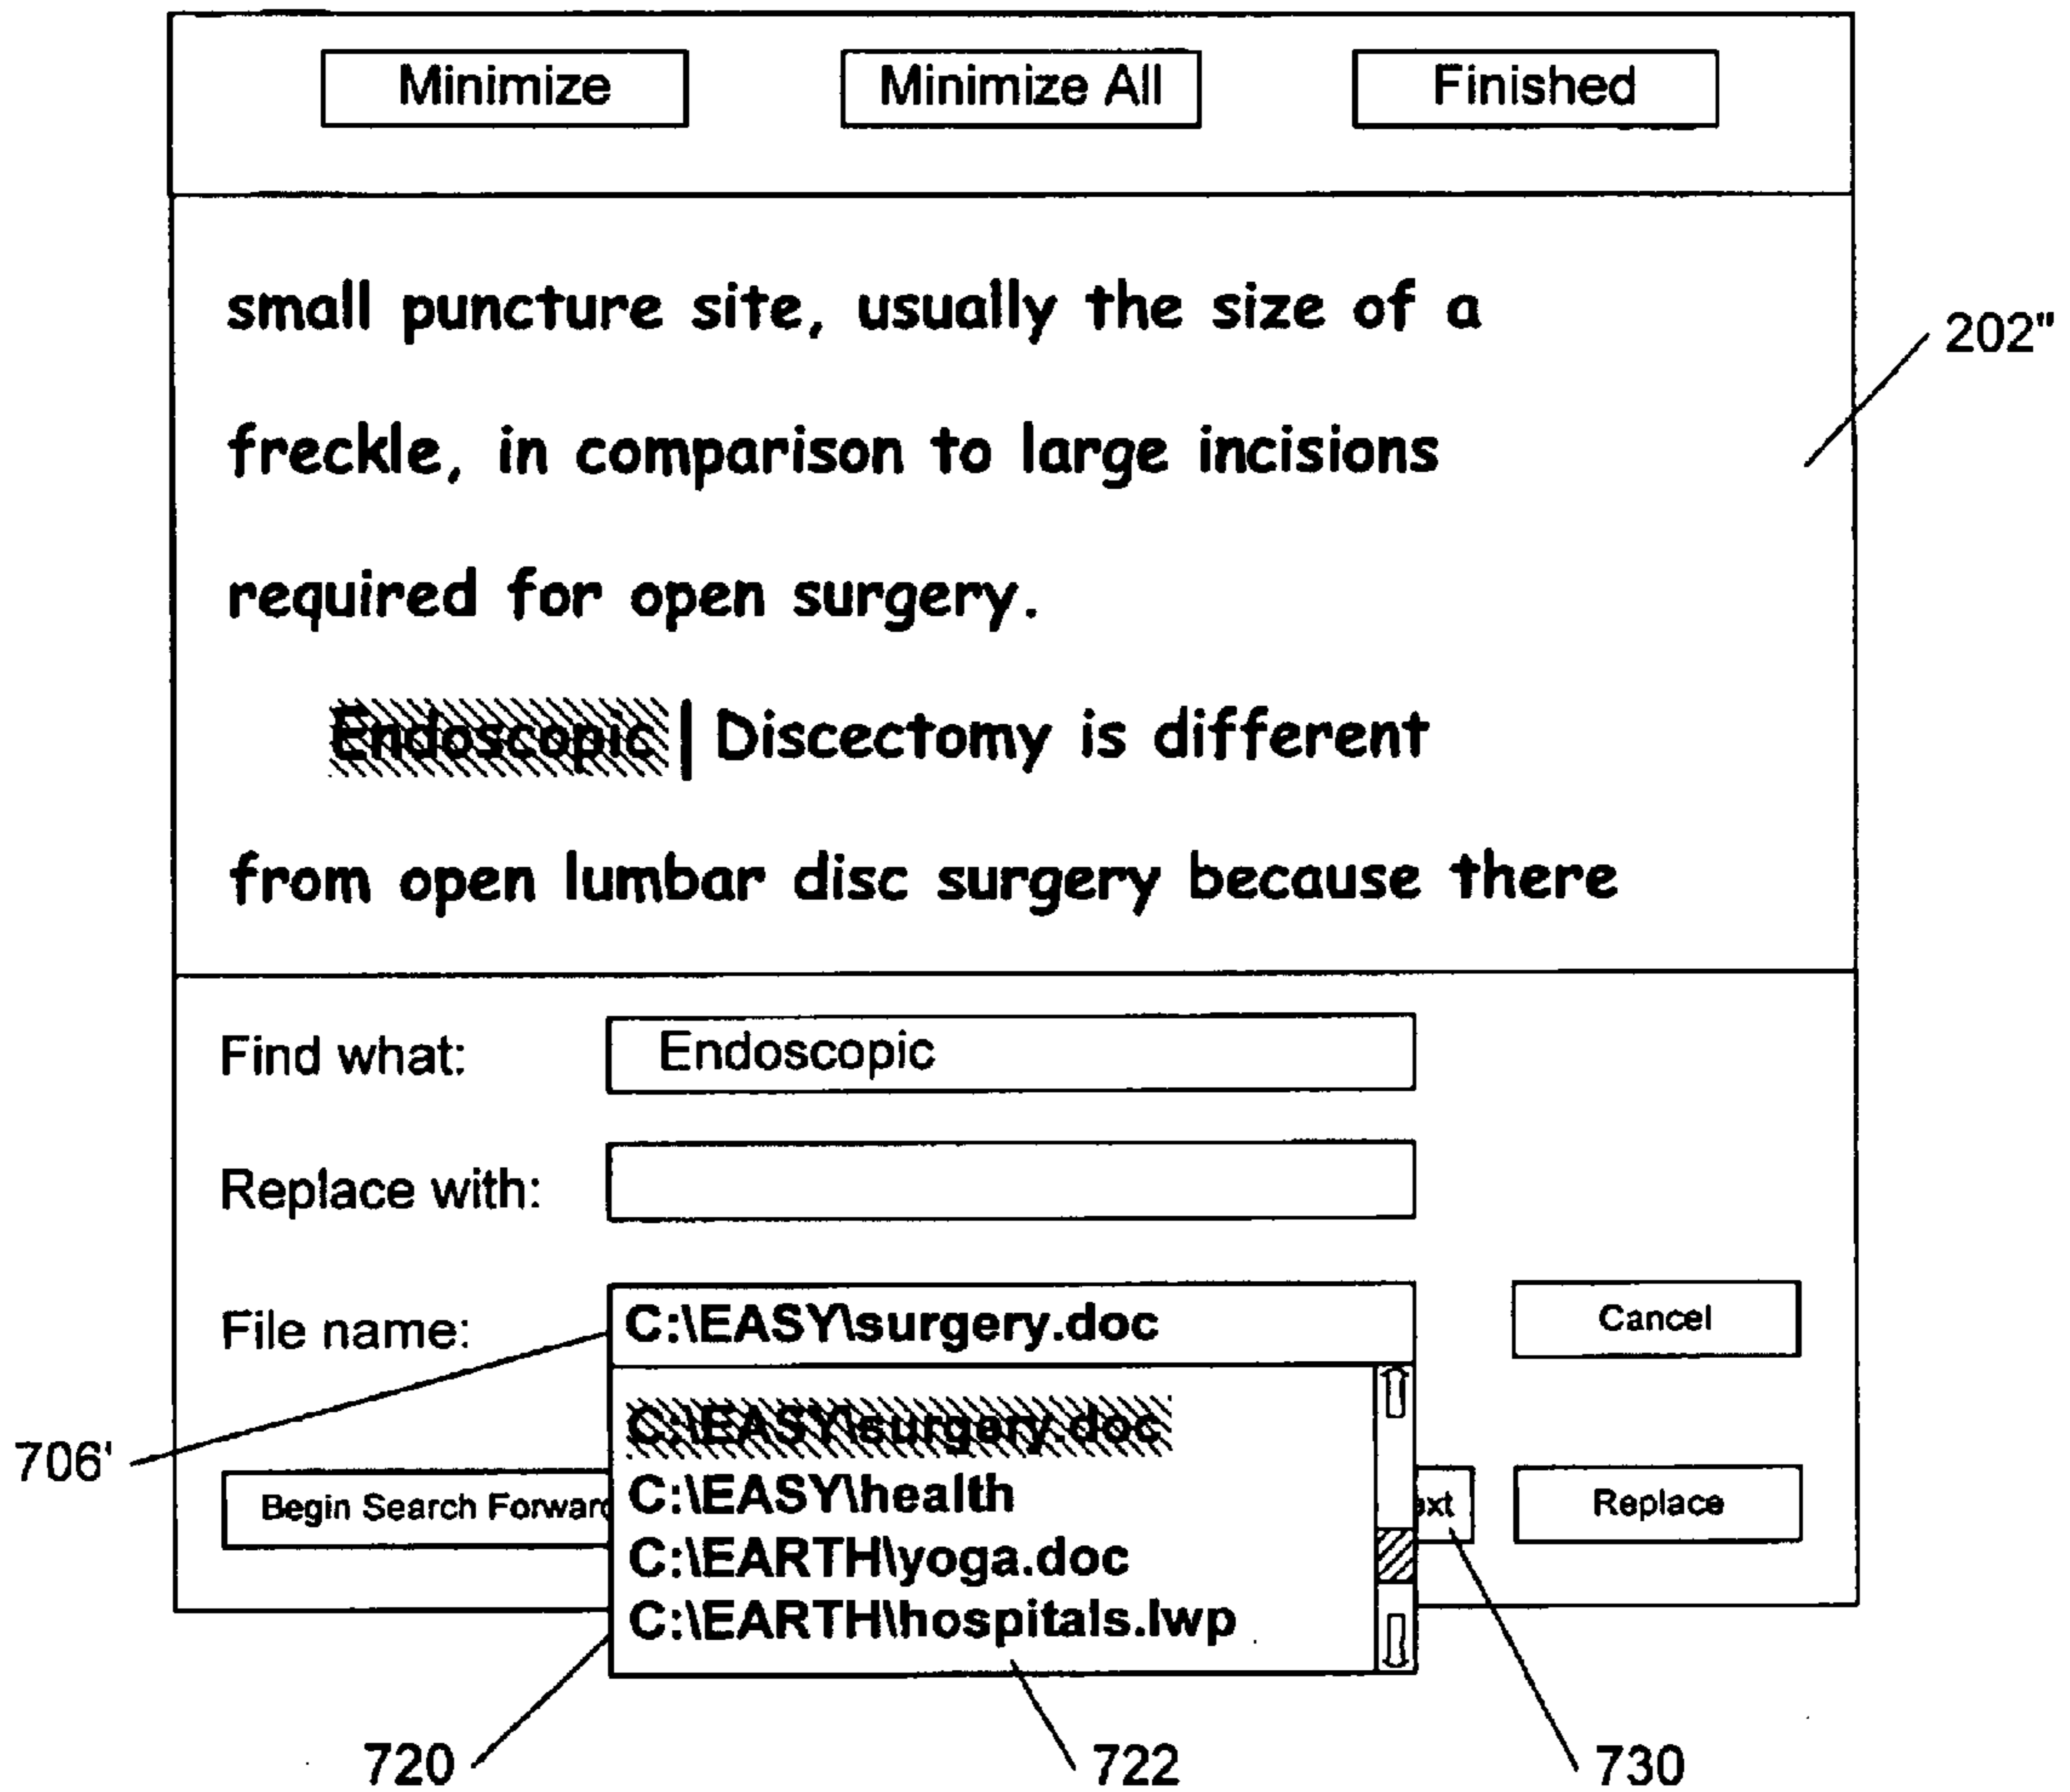 Minimize Minimize All Finished
small puncture site, usually the size of a
202"
freckle, in comparison to large incisions
required for open surgery.
Endoscopic | Discectomy is different
from open lumbar disc surgery because there
Find what: Endoscopic
Replace with:
File name: C:\EASY\surgery.doc Cancel
C:\EASY\surgery.doc
706'
C:\EASY\health
Begin Search Forward ext Replace
C:\EARTH\yoga.doc
C:\EARTH\hospitals.lwp
720 722 730